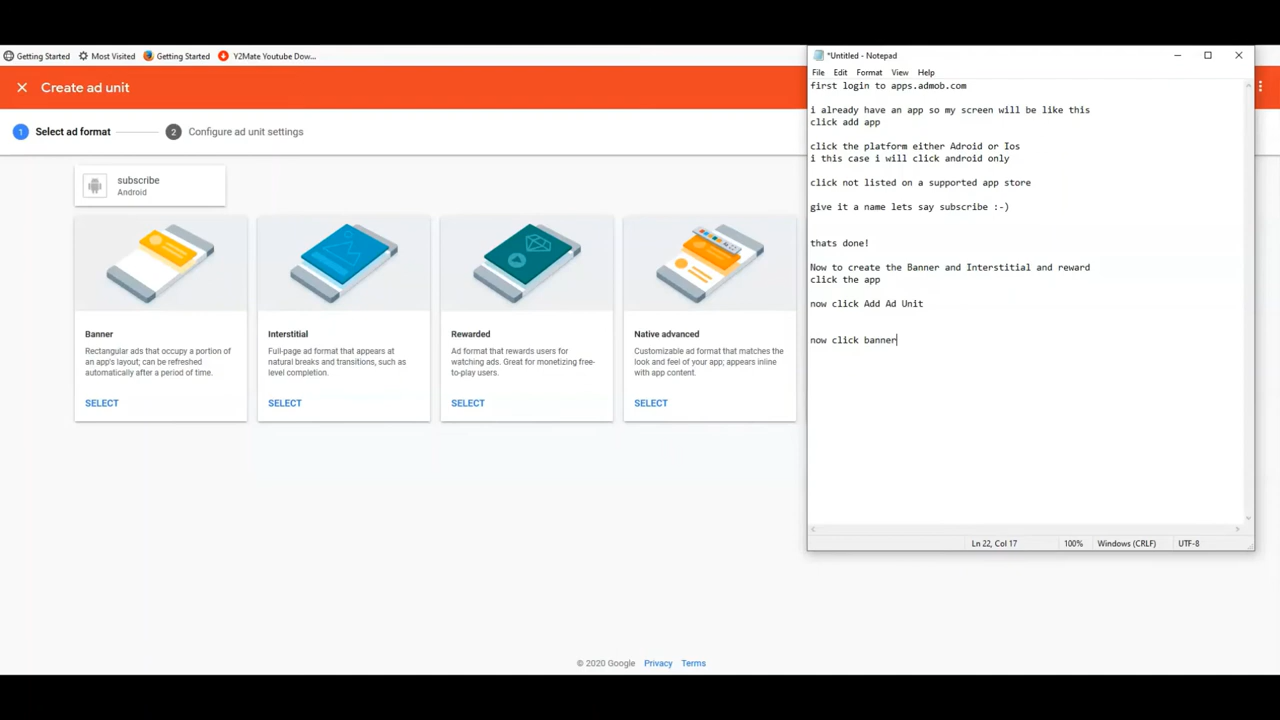 Getting Started
Most Visited
Getting Started
Y2Mate Youtube Dow...
Create ad unit
1 Select ad format
2 Configure ad unit settings
subscribe
Android
Banner
Rectangular ads that occupy a portion of
an app's layout; can be refreshed
automatically after a period of time.
SELECT
Interstitial
Full-page ad format that appears at
natural breaks and transitions, such as
level completion.
SELECT
Rewarded
Ad format that rewards users for
watching ads. Great for monetizing free-
to-play users.
SELECT
Native advanced
Customizable ad format that matches the
look and feel of your app; appears inline
with app content.
SELECT
© 2020 Google Privacy Terms
*Untitled - Notepad
File Edit Format View Help
first login to apps.admob.com
i already have an app so my screen will be like this
click add app
click the platform either Adroid or Ios
i this case i will click android only
click not listed on a supported app store
give it a name lets say subscribe :-)
thats done!
Now to create the Banner and Interstitial and reward
click the app
now click Add Ad Unit
now click banner
Ln 22, Col 17 100% Windows (CRLF) UTF-8